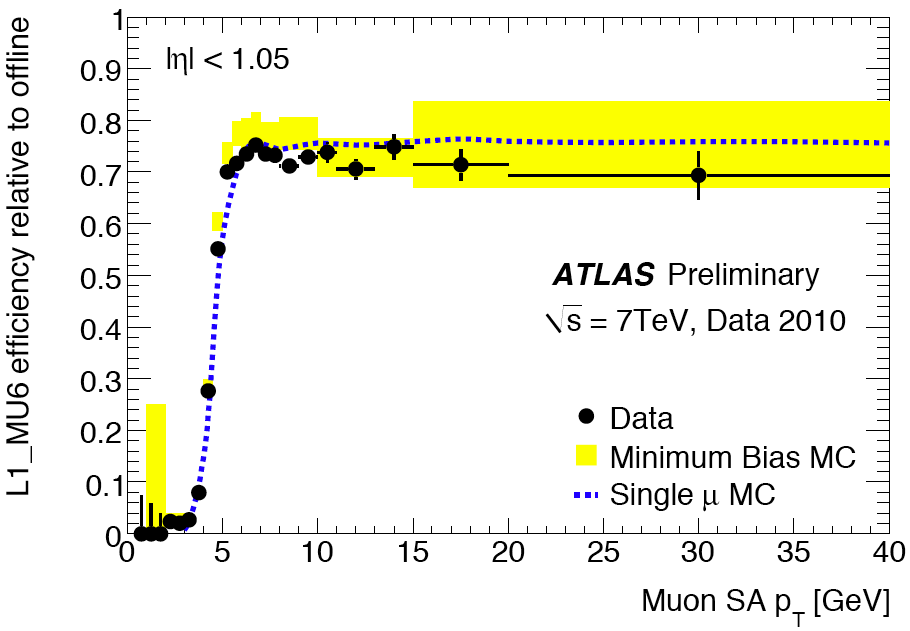 L1_MU6 efficiency relative to offline
1
0.9
0.8
0.7
0.6
0.5
0.4
0.3
0.2
0.1
0
|η| < 1.05
ATLAS Preliminary
√s = 7TeV, Data 2010
Data
Minimum Bias MC
Single μ MC
0 5 10 15 20 25 30 35 40
Muon SA p_T [GeV]